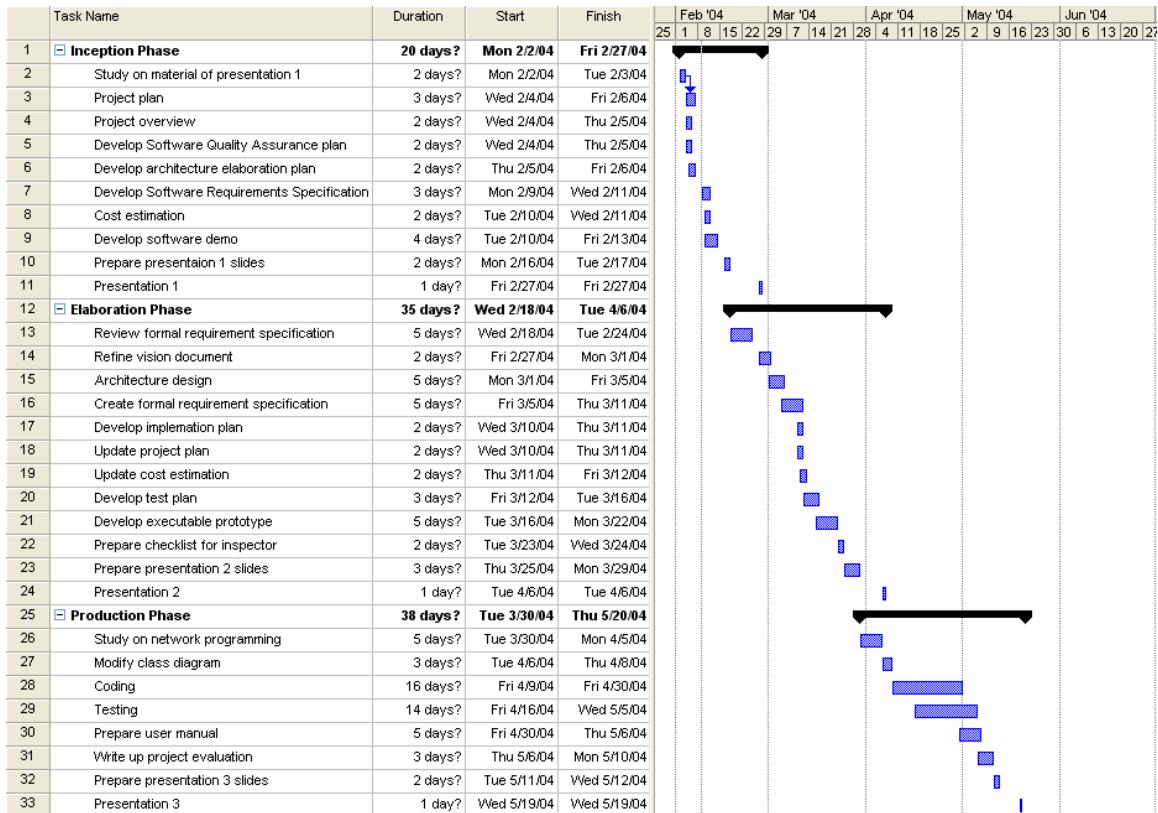 Task Name Duration Start Finish Feb '04 Mar '04 Apr '04 May '04 Jun '04
25 1 8 15 22 29 7 14 21 28 4 11 18 25 2 9 16 23 30 6 13 20 27
1 Inception Phase 20 days? Mon 2/2/04 Fri 2/27/04
2 Study on material of presentation 1 2 days? Mon 2/2/04 Tue 2/3/04
3 Project plan 3 days? Wed 2/4/04 Fri 2/6/04
4 Project overview 2 days? Wed 2/4/04 Thu 2/5/04
5 Develop Software Quality Assurance plan 2 days? Wed 2/4/04 Thu 2/5/04
6 Develop architecture elaboration plan 2 days? Thu 2/5/04 Fri 2/6/04
7 Develop Software Requirements Specification 3 days? Mon 2/9/04 Wed 2/11/04
8 Cost estimation 2 days? Tue 2/10/04 Wed 2/11/04
9 Develop software demo 4 days? Tue 2/10/04 Fri 2/13/04
10 Prepare presentaion 1 slides 2 days? Mon 2/16/04 Tue 2/17/04
11 Presentation 1 1 day? Fri 2/27/04 Fri 2/27/04
12 Elaboration Phase 35 days? Wed 2/18/04 Tue 4/6/04
13 Review formal requirement specification 5 days? Wed 2/18/04 Tue 2/24/04
14 Refine vision document 2 days? Fri 2/27/04 Mon 3/1/04
15 Architecture design 5 days? Mon 3/1/04 Fri 3/5/04
16 Create formal requirement specification 5 days? Fri 3/5/04 Thu 3/11/04
17 Develop implemation plan 2 days? Wed 3/10/04 Thu 3/11/04
18 Update project plan 2 days? Wed 3/10/04 Thu 3/11/04
19 Update cost estimation 2 days? Thu 3/11/04 Fri 3/12/04
20 Develop test plan 3 days? Fri 3/12/04 Tue 3/16/04
21 Develop executable prototype 5 days? Tue 3/16/04 Mon 3/22/04
22 Prepare checklist for inspector 2 days? Tue 3/23/04 Wed 3/24/04
23 Prepare presentation 2 slides 3 days? Thu 3/25/04 Mon 3/29/04
24 Presentation 2 1 day? Tue 4/6/04 Tue 4/6/04
25 Production Phase 38 days? Tue 3/30/04 Thu 5/20/04
26 Study on network programming 5 days? Tue 3/30/04 Mon 4/5/04
27 Modify class diagram 3 days? Tue 4/6/04 Thu 4/8/04
28 Coding 16 days? Fri 4/9/04 Fri 4/30/04
29 Testing 14 days? Fri 4/16/04 Wed 5/5/04
30 Prepare user manual 5 days? Fri 4/30/04 Thu 5/6/04
31 Write up project evaluation 3 days? Thu 5/6/04 Mon 5/10/04
32 Prepare presentation 3 slides 2 days? Tue 5/11/04 Wed 5/12/04
33 Presentation 3 1 day? Wed 5/19/04 Wed 5/19/04